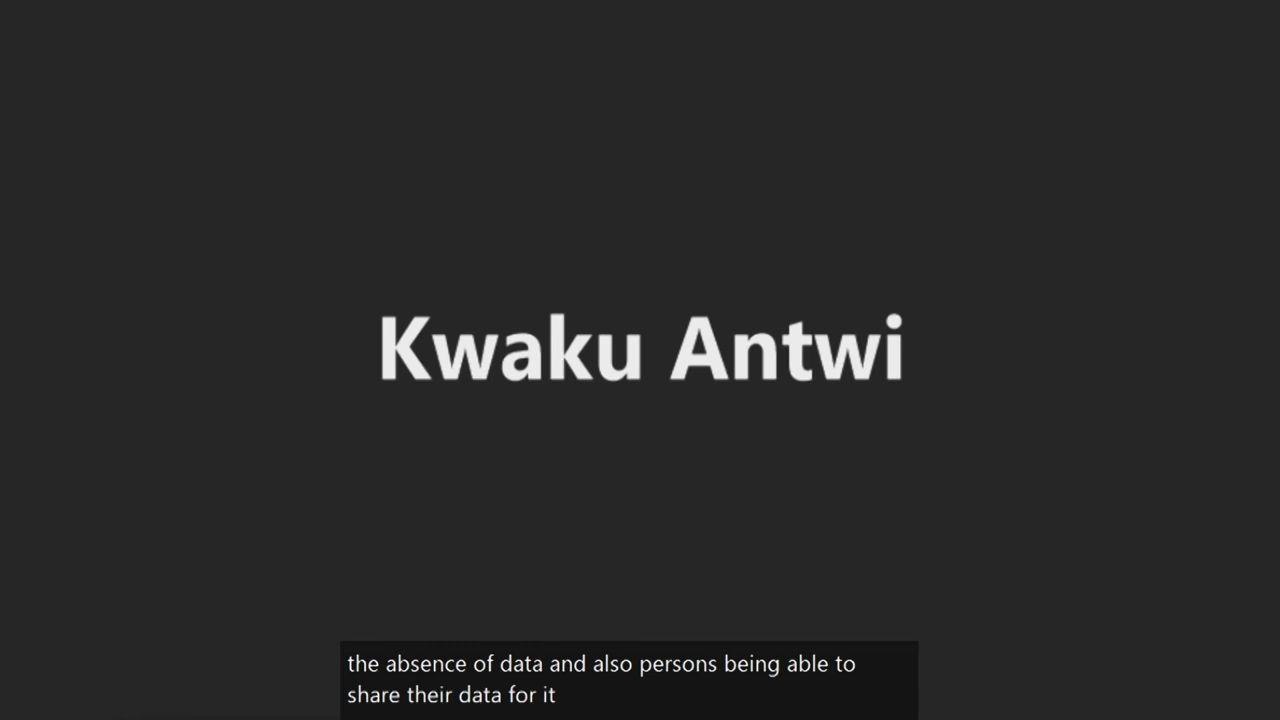 Kwaku Antwi
the absence of data and also persons being able to
share their data for it